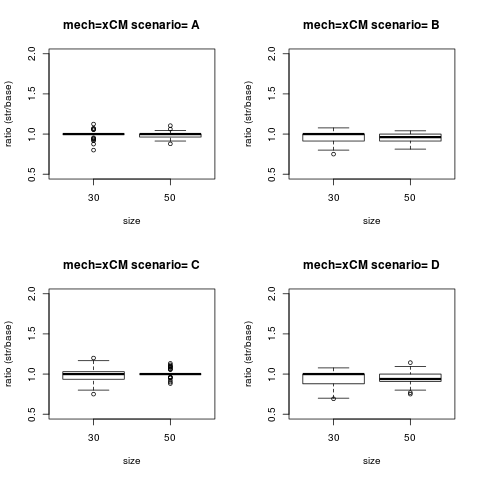 mech=xCM scenario= A
ratio (str/base)
2.0
1.5
1.0
0.5
30 50
size
mech=xCM scenario= B
ratio (str/base)
2.0
1.5
1.0
0.5
30 50
size
mech=xCM scenario= C
ratio (str/base)
2.0
1.5
1.0
0.5
30 50
size
mech=xCM scenario= D
ratio (str/base)
2.0
1.5
1.0
0.5
30 50
size